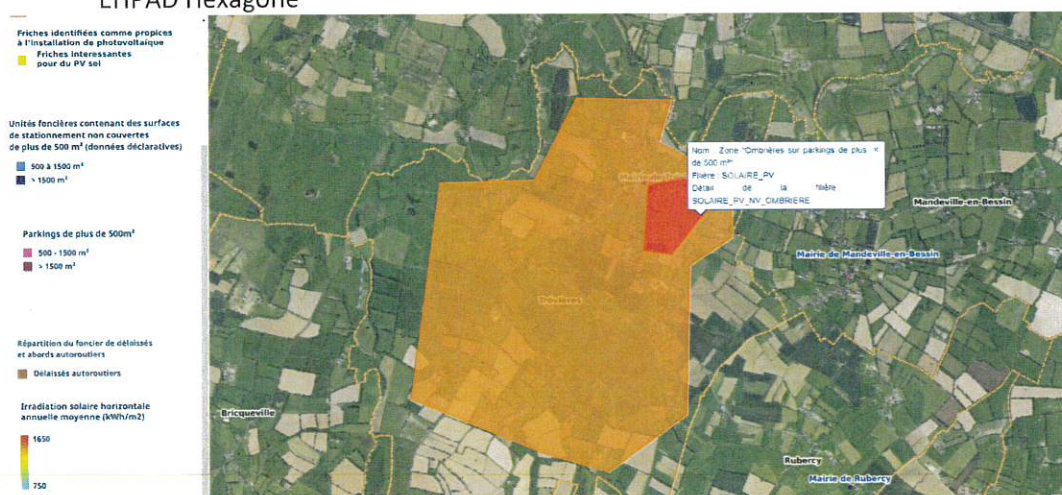 EHPAD Hexagone
Friches identifiées comme propices
à l'installation de photovoltaïque
Friches interessantes
pour du PV sol
Unités foncières contenant des surfaces
de stationnement non couvertes
de plus de 500 m² (données déclaratives)
500 à 1500 m²
> 1500 m²
Parkings de plus de 500m²
500 - 1500 m²
> 1500 m²
Répartition du foncier de délaissés
et abords autoroutiers
Délaissés autoroutiers
Irradiation solaire horizontale
annuelle moyenne (kWh/m2)
1650
750
Nom : Zone "Ombrières sur parkings de plus ×
de 500 m²"
Filière : SOLAIRE_PV
Détail de la filière :
SOLAIRE_PV_NV_OMBRIERE
Mairie de
Mandeville-en-Bessin
Mairie de Mandeville-en-Bessin
Trévières
Bricqueville
Rubercy
Mairie de Rubercy